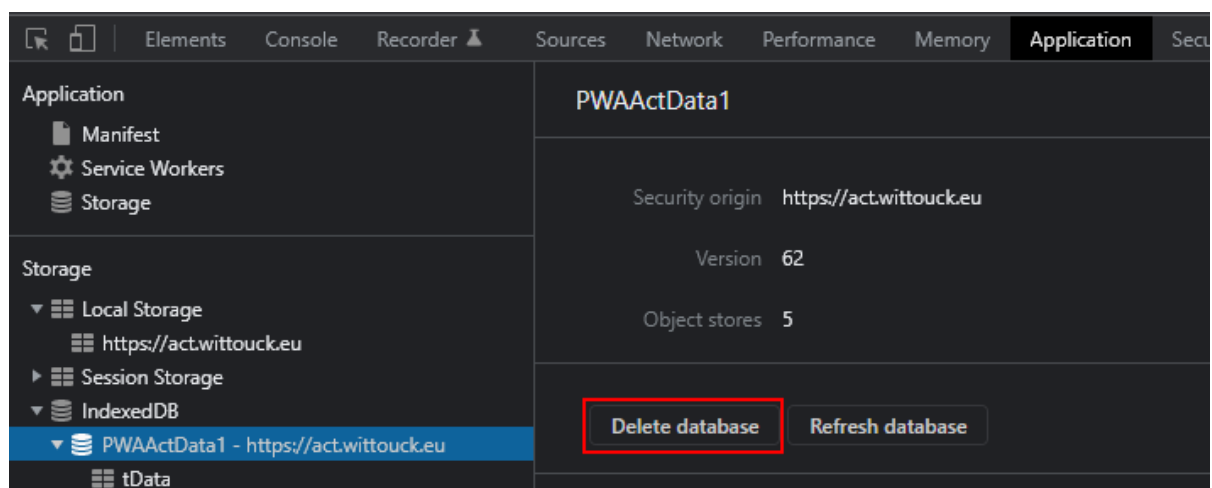 Elements Console Recorder Sources Network Performance Memory Application Secu
Application
Manifest
Service Workers
Storage
Storage
Local Storage
https://act.wittouck.eu
Session Storage
IndexedDB
PWAActData1 - https://act.wittouck.eu
tData
PWAActData1
Security origin https://act.wittouck.eu
Version 62
Object stores 5
Delete database Refresh database